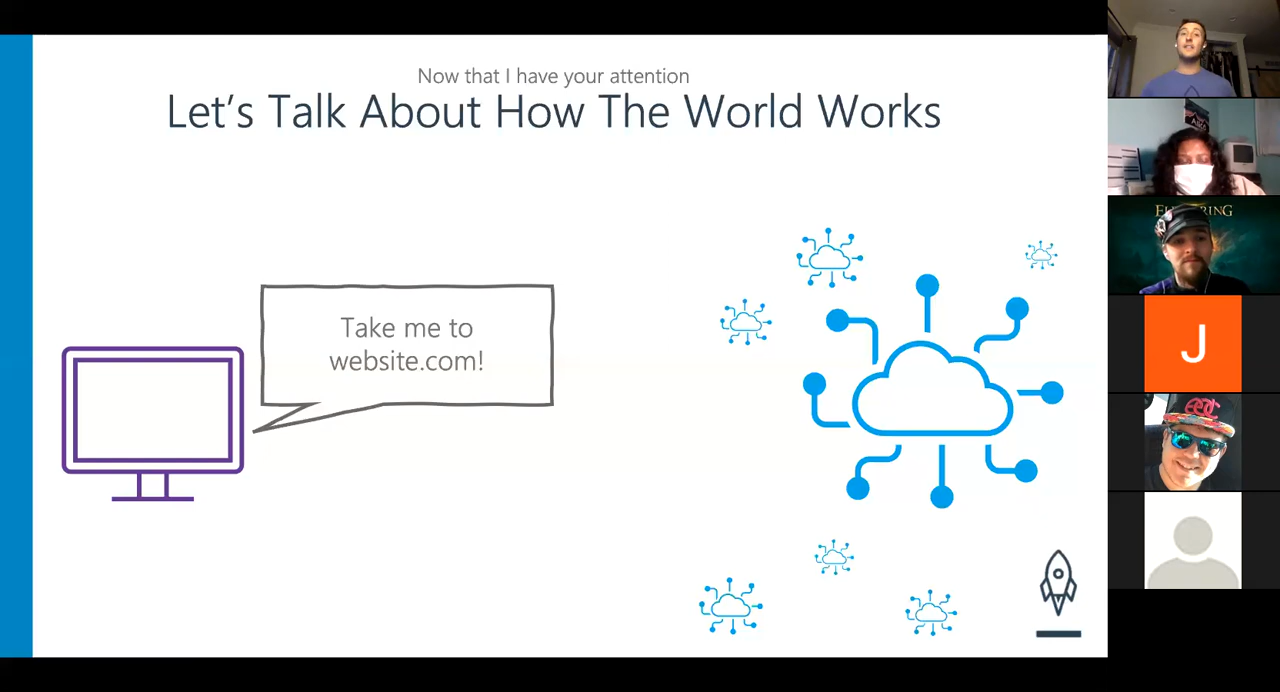 Now that I have your attention
Let's Talk About How The World Works
Take me to
website.com!
J